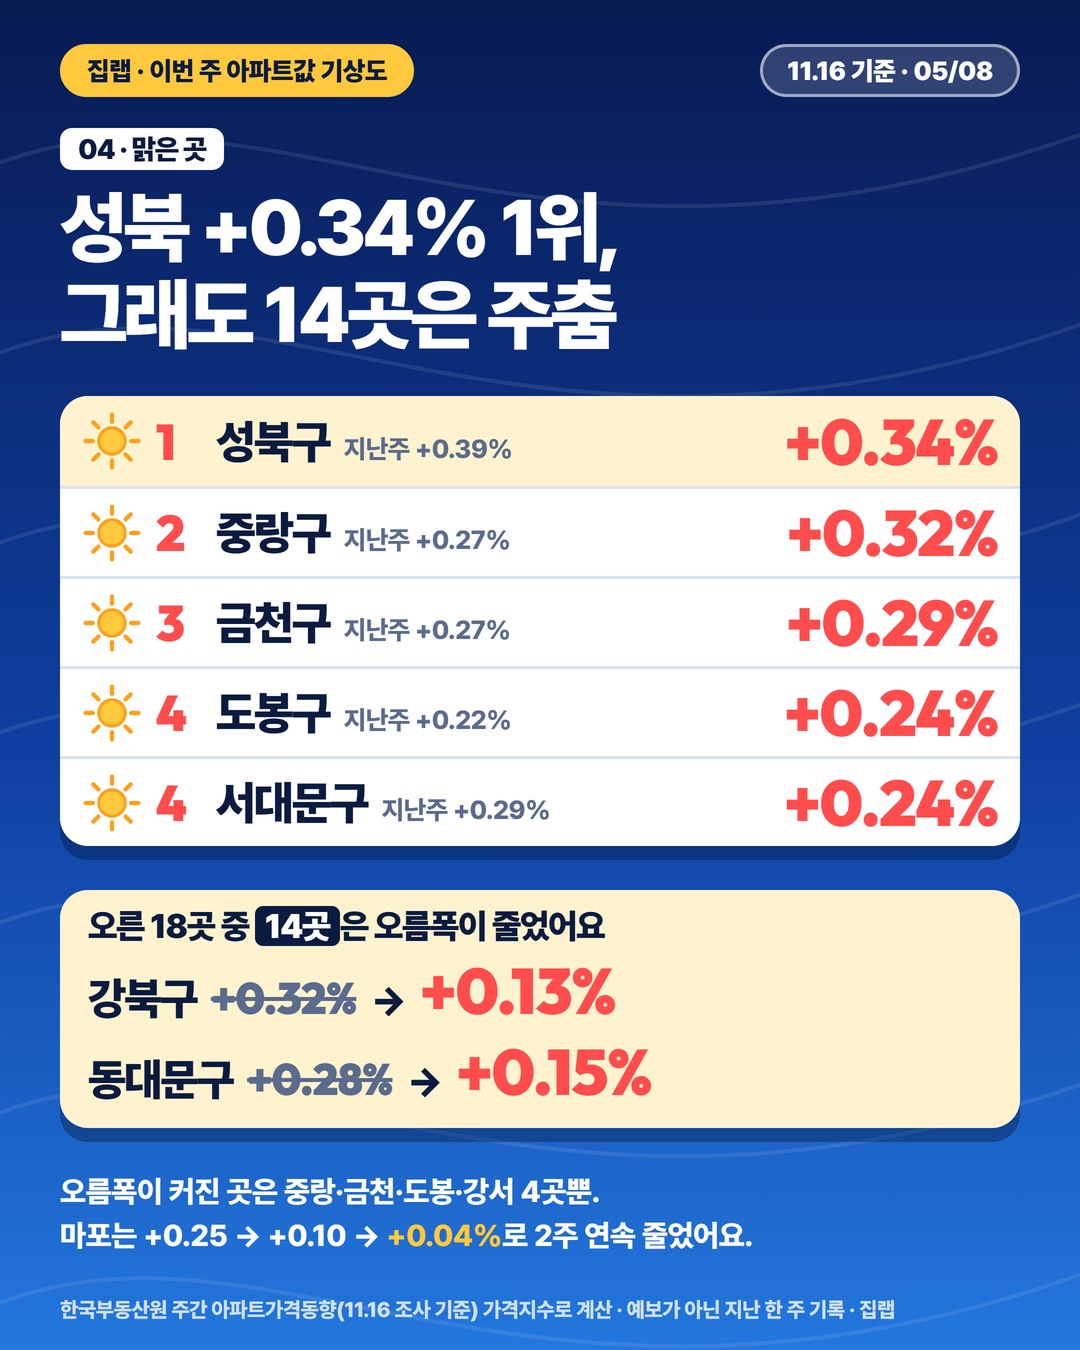 집랩 · 이번 주 아파트값 기상도
11.16 기준 · 05/08
04 · 맑은 곳
성북 +0.34% 1위,
그래도 14곳은 주춤
1 성북구 지난주 +0.39% +0.34%
2 중랑구 지난주 +0.27% +0.32%
3 금천구 지난주 +0.27% +0.29%
4 도봉구 지난주 +0.22% +0.24%
4 서대문구 지난주 +0.29% +0.24%
오른 18곳 중 14곳은 오름폭이 줄었어요
강북구 +0.32% → +0.13%
동대문구 +0.28% → +0.15%
오름폭이 커진 곳은 중랑·금천·도봉·강서 4곳뿐.
마포는 +0.25 → +0.10 → +0.04%로 2주 연속 줄었어요.
한국부동산원 주간 아파트가격동향(11.16 조사 기준) 가격지수로 계산 · 예보가 아닌 지난 한 주 기록 · 집랩